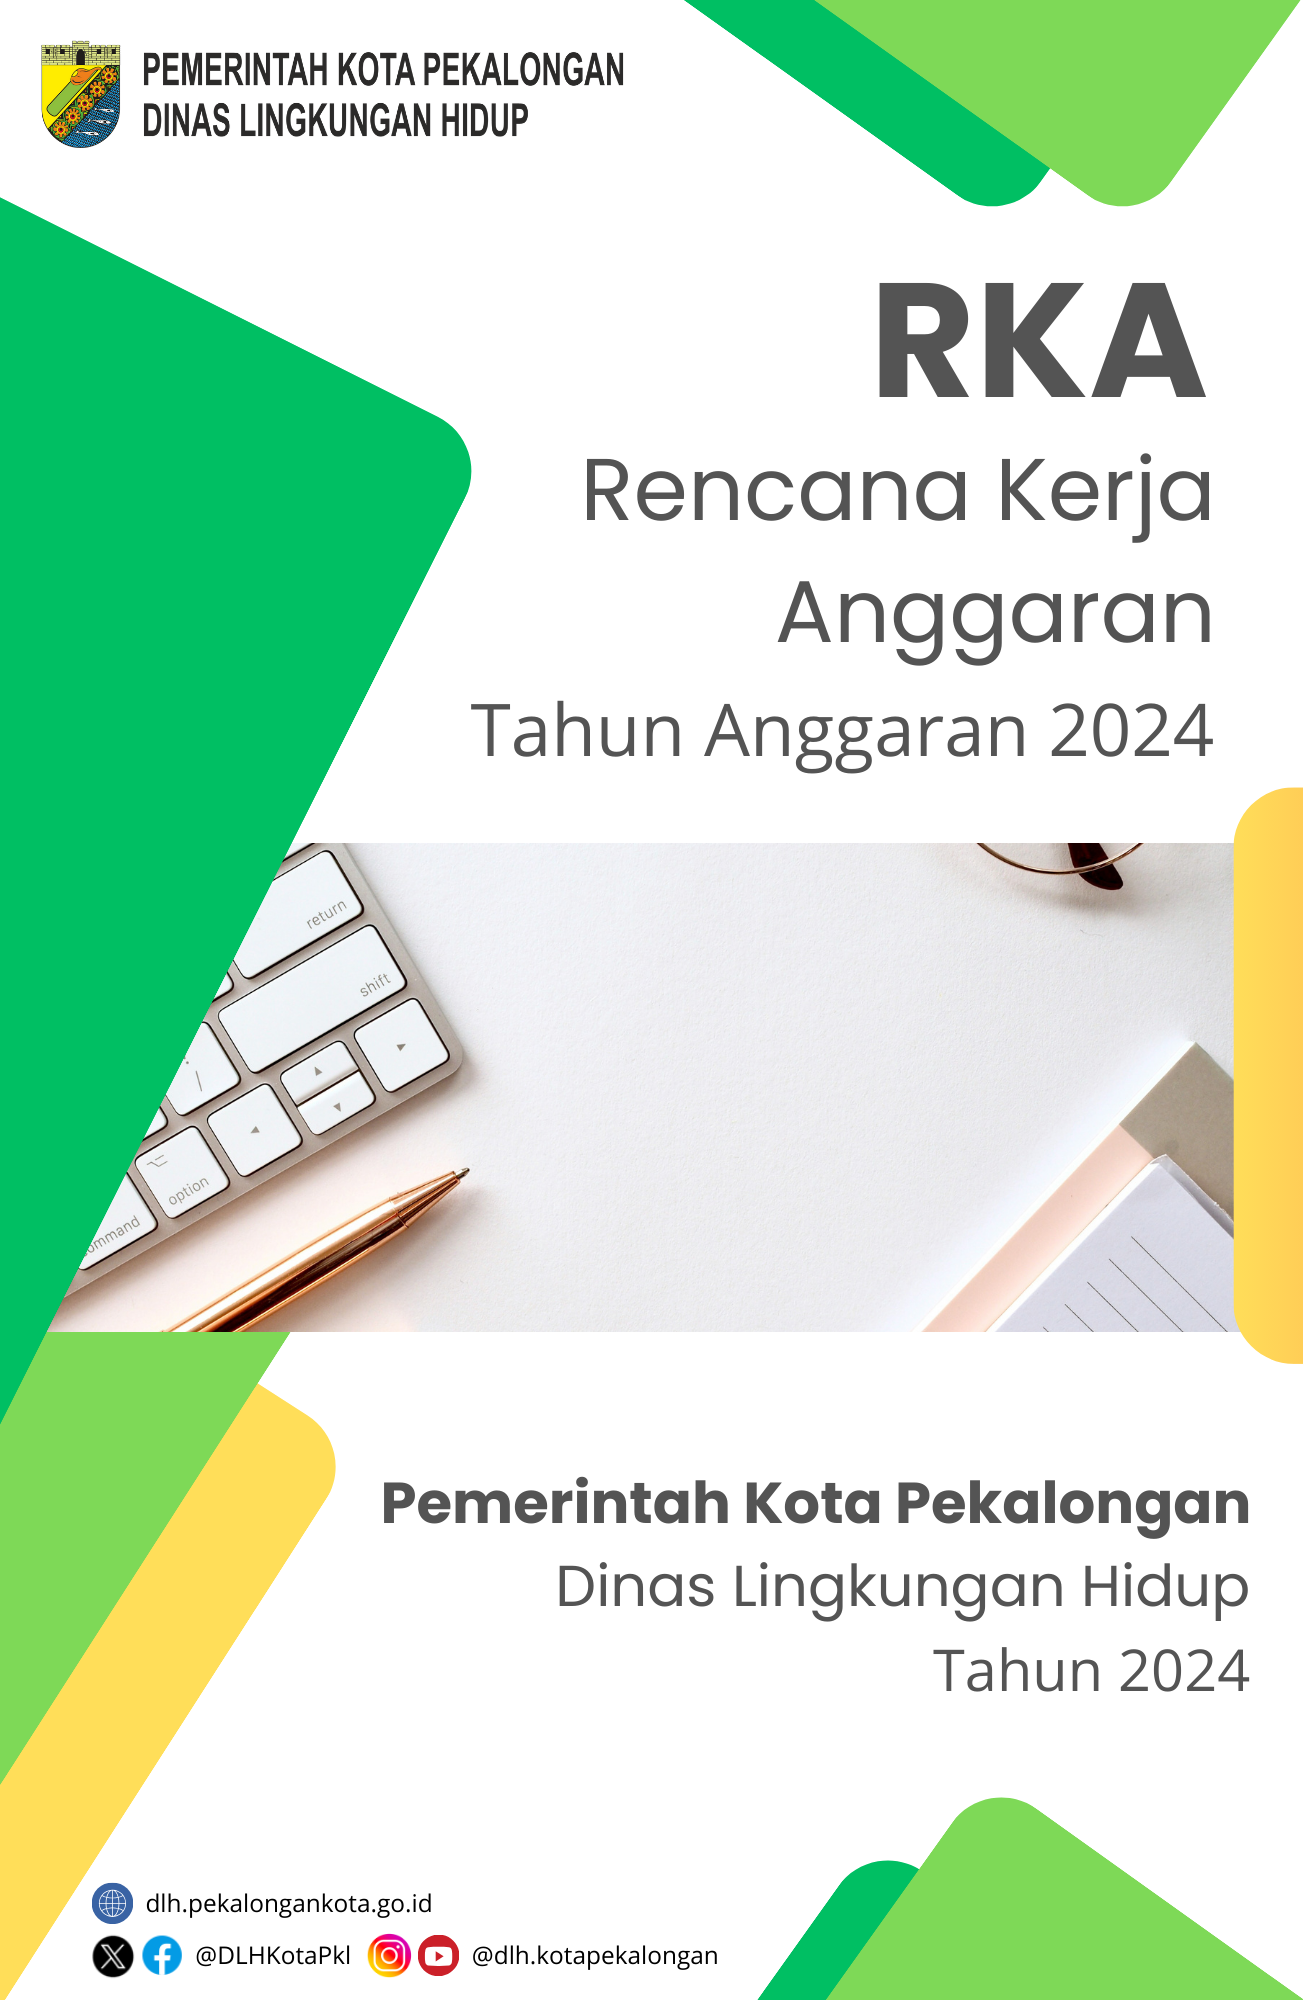 PEMERINTAH KOTA PEKALONGAN
DINAS LINGKUNGAN HIDUP
RKA
Rencana Kerja
Anggaran
Tahun Anggaran 2024
return
shift
option
command
Pemerintah Kota Pekalongan
Dinas Lingkungan Hidup
Tahun 2024
dlh.pekalongankota.go.id
@DLHKotaPkl @dlh.kotapekalongan